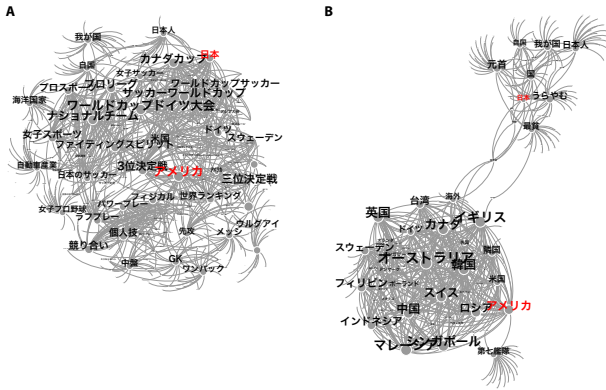 A
日本人
我が国
日本
カナダカップ
自国
女子サッカー
プロスポーツ
プロリーグ
ワールドカップサッカー
サッカーワールドカップ
海洋国家
ワールドカップドイツ大会
ナショナルチーム
ドイツ
女子スポーツ
米国
スウェーデン
ファイティングスピリット
自動車産業
3位決定戦
アメリカ
日本のサッカー
三位決定戦
フィジカル
世界ランキング
パワープレー
女子プロ野球
ラフプレー
ウルグアイ
個人技
先攻
メッシ
競り合い
中盤
GK
ワンバック
B
自国
我が国
日本人
元首
国
日本
うらやむ
最貧
海外
台湾
英国
イギリス
カナダ
ドイツ
スウェーデン
隣国
オーストラリア
韓国
米国
フィリピン
ポーランド
スイス
中国
ロシア
アメリカ
インドネシア
シンガポール
マレーシア
第七艦隊